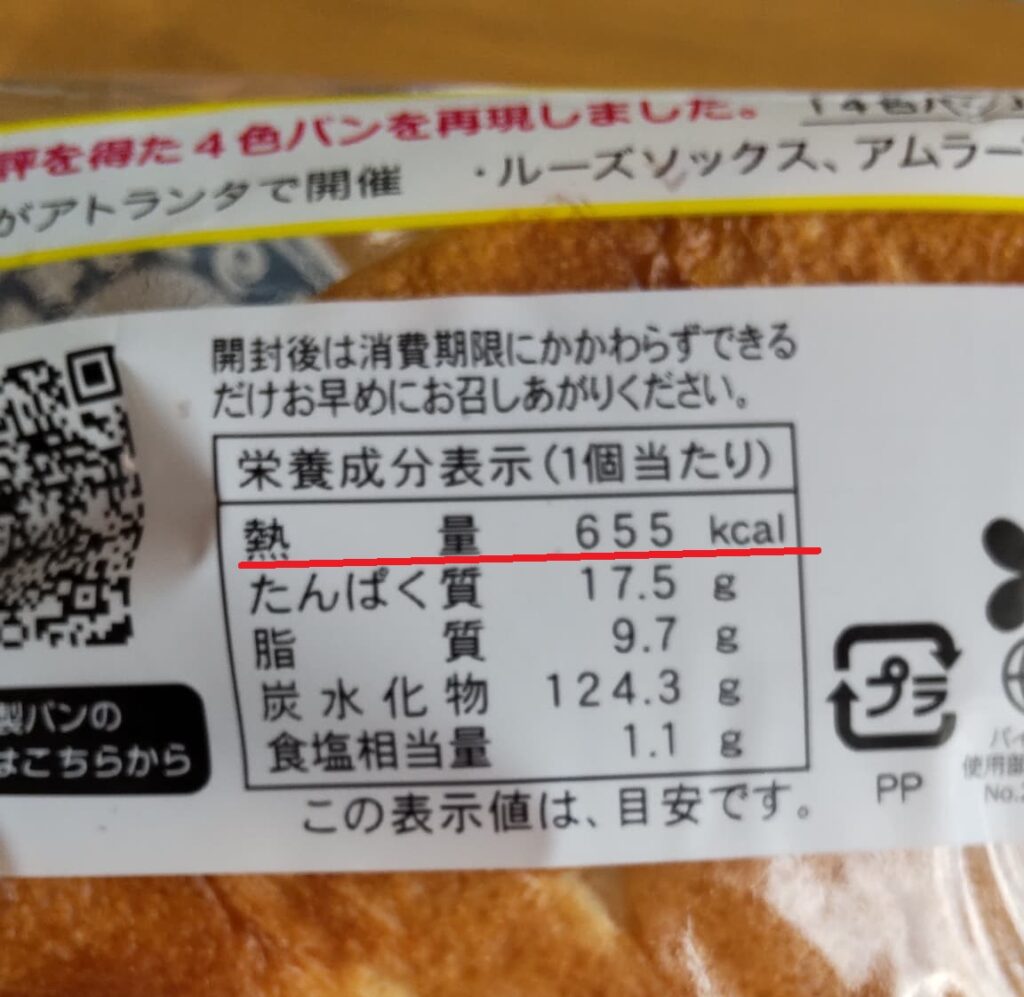 評を得た4色パンを再現しました。
がアトランタで開催 ・ルーズソックス、アムラー
開封後は消費期限にかかわらずできる
だけお早めにお召しあがりください。
栄養成分表示(1個当たり)
熱量 655 kcal
たんぱく質 17.5 g
脂質 9.7 g
炭水化物 124.3 g
食塩相当量 1.1 g
この表示値は、目安です。
製パンの
はこちらから
プラ
PP
バイ
使用
No.